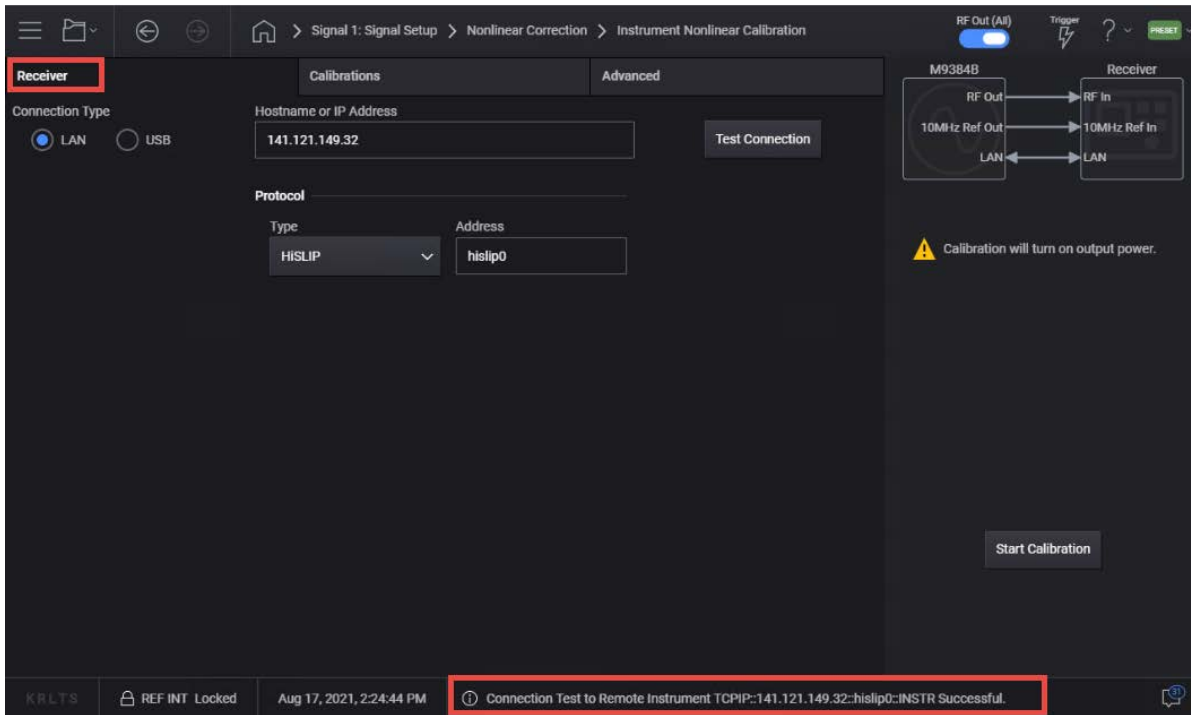 Signal 1: Signal Setup > Nonlinear Correction > Instrument Nonlinear Calibration
RF Out (All)
Trigger
?
PRESET
Receiver
Calibrations
Advanced
Connection Type
LAN
USB
Hostname or IP Address
141.121.149.32
Test Connection
Protocol
Type
Address
HiSLIP
hislip0
M9384B
Receiver
RF Out
RF In
10MHz Ref Out
10MHz Ref In
LAN
LAN
Calibration will turn on output power.
Start Calibration
KRLTS
REF INT Locked
Aug 17, 2021, 2:24:44 PM
Connection Test to Remote Instrument TCPIP::141.121.149.32::hislip0::INSTR Successful.
31